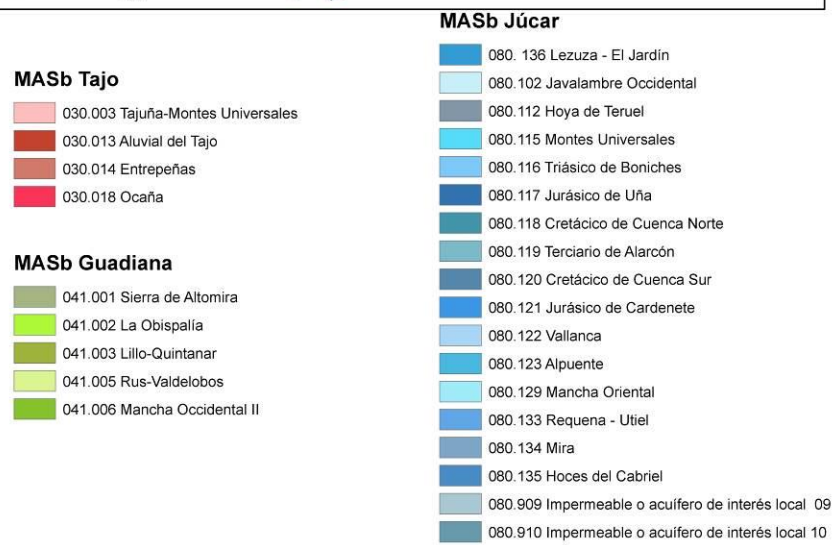 MASb Tajo
030.003 Tajuña-Montes Universales
030.013 Aluvial del Tajo
030.014 Entrepeñas
030.018 Ocaña
MASb Guadiana
041.001 Sierra de Altomira
041.002 La Obispalía
041.003 Lillo-Quintanar
041.005 Rus-Valdelobos
041.006 Mancha Occidental II
MASb Júcar
080. 136 Lezuza - El Jardín
080.102 Javalambre Occidental
080.112 Hoya de Teruel
080.115 Montes Universales
080.116 Triásico de Boniches
080.117 Jurásico de Uña
080.118 Cretácico de Cuenca Norte
080.119 Terciario de Alarcón
080.120 Cretácico de Cuenca Sur
080.121 Jurásico de Cardenete
080.122 Vallanca
080.123 Alpuente
080.129 Mancha Oriental
080.133 Requena - Utiel
080.134 Mira
080.135 Hoces del Cabriel
080.909 Impermeable o acuífero de interés local 09
080.910 Impermeable o acuífero de interés local 10